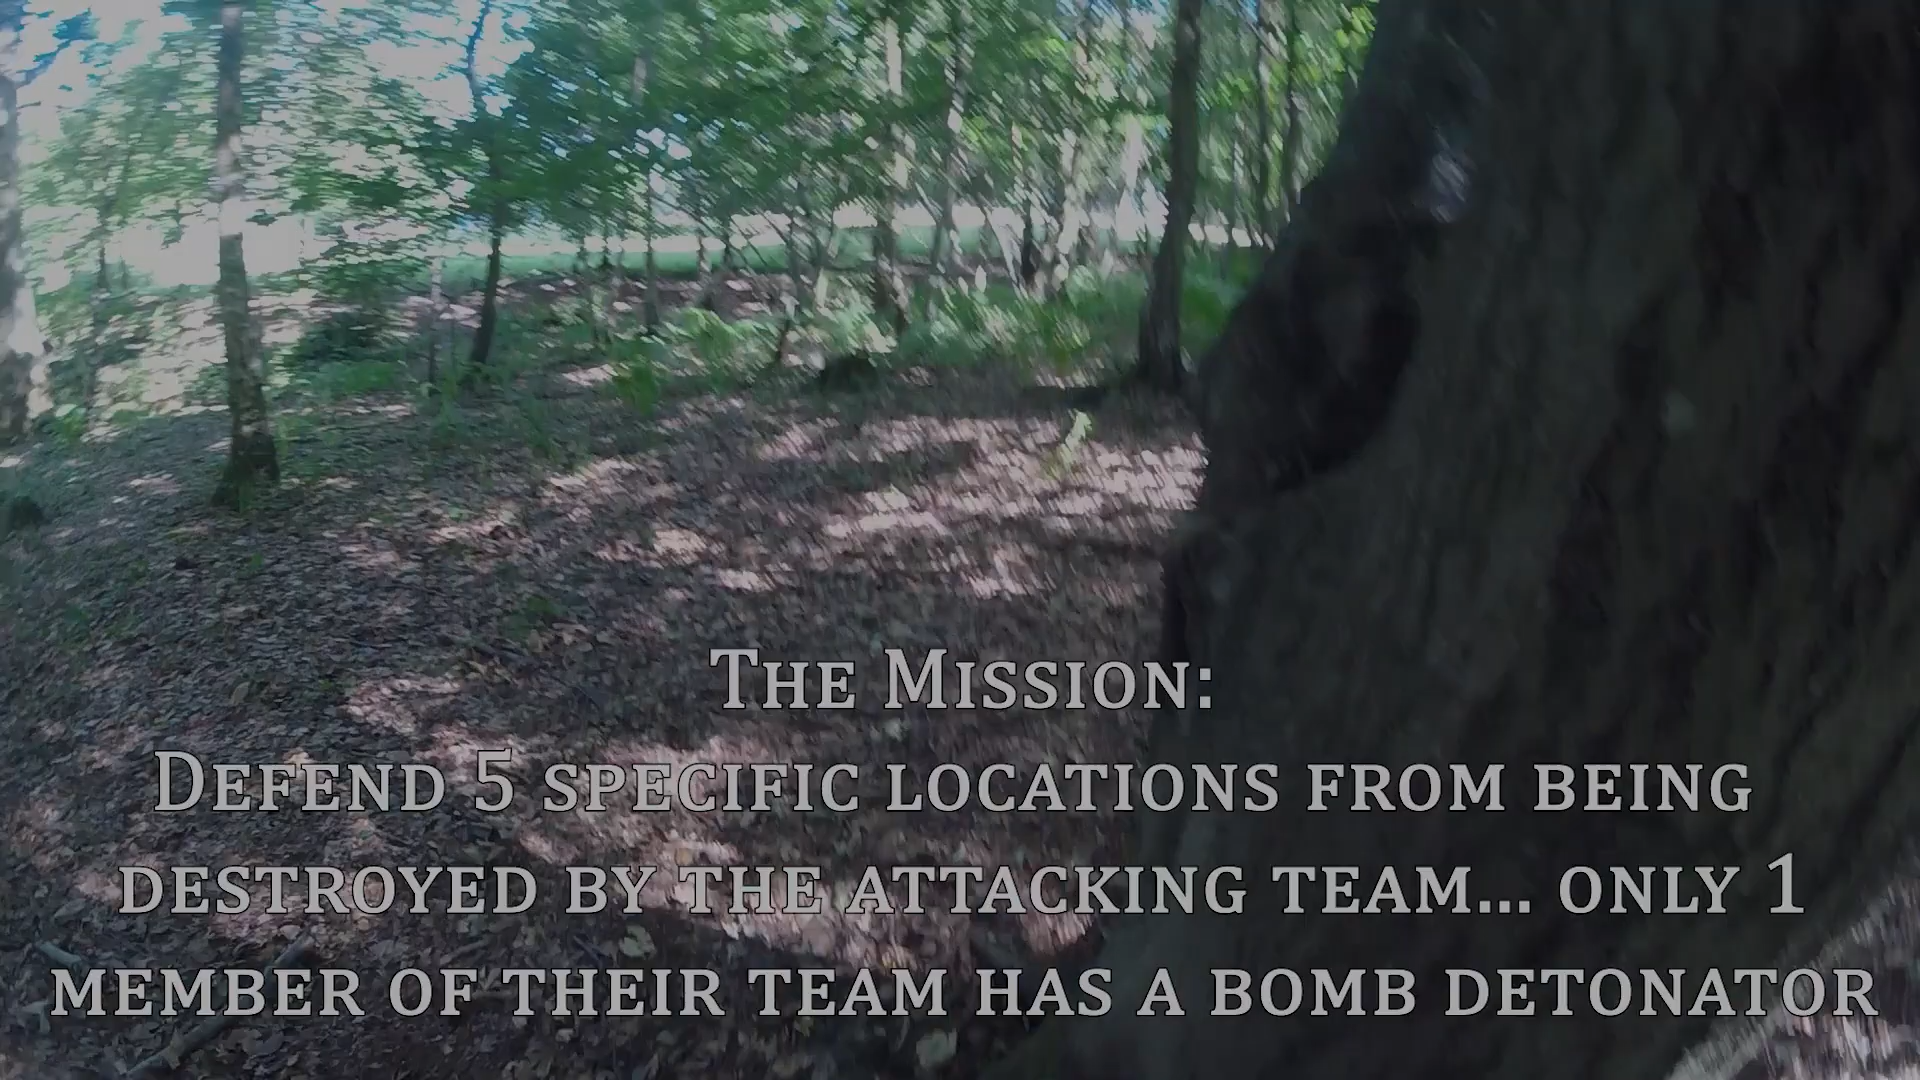 The Mission:
Defend 5 specific locations from being
destroyed by the attacking team... only 1
member of their team has a bomb detonator